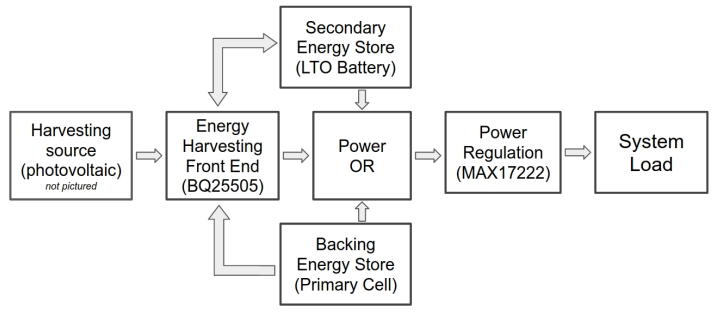 Secondary
Energy Store
(LTO Battery)
Harvesting
source
(photovoltaic)
not pictured
Energy
Harvesting
Front End
(BQ25505)
Power
OR
Power
Regulation
(MAX17222)
System
Load
Backing
Energy Store
(Primary Cell)